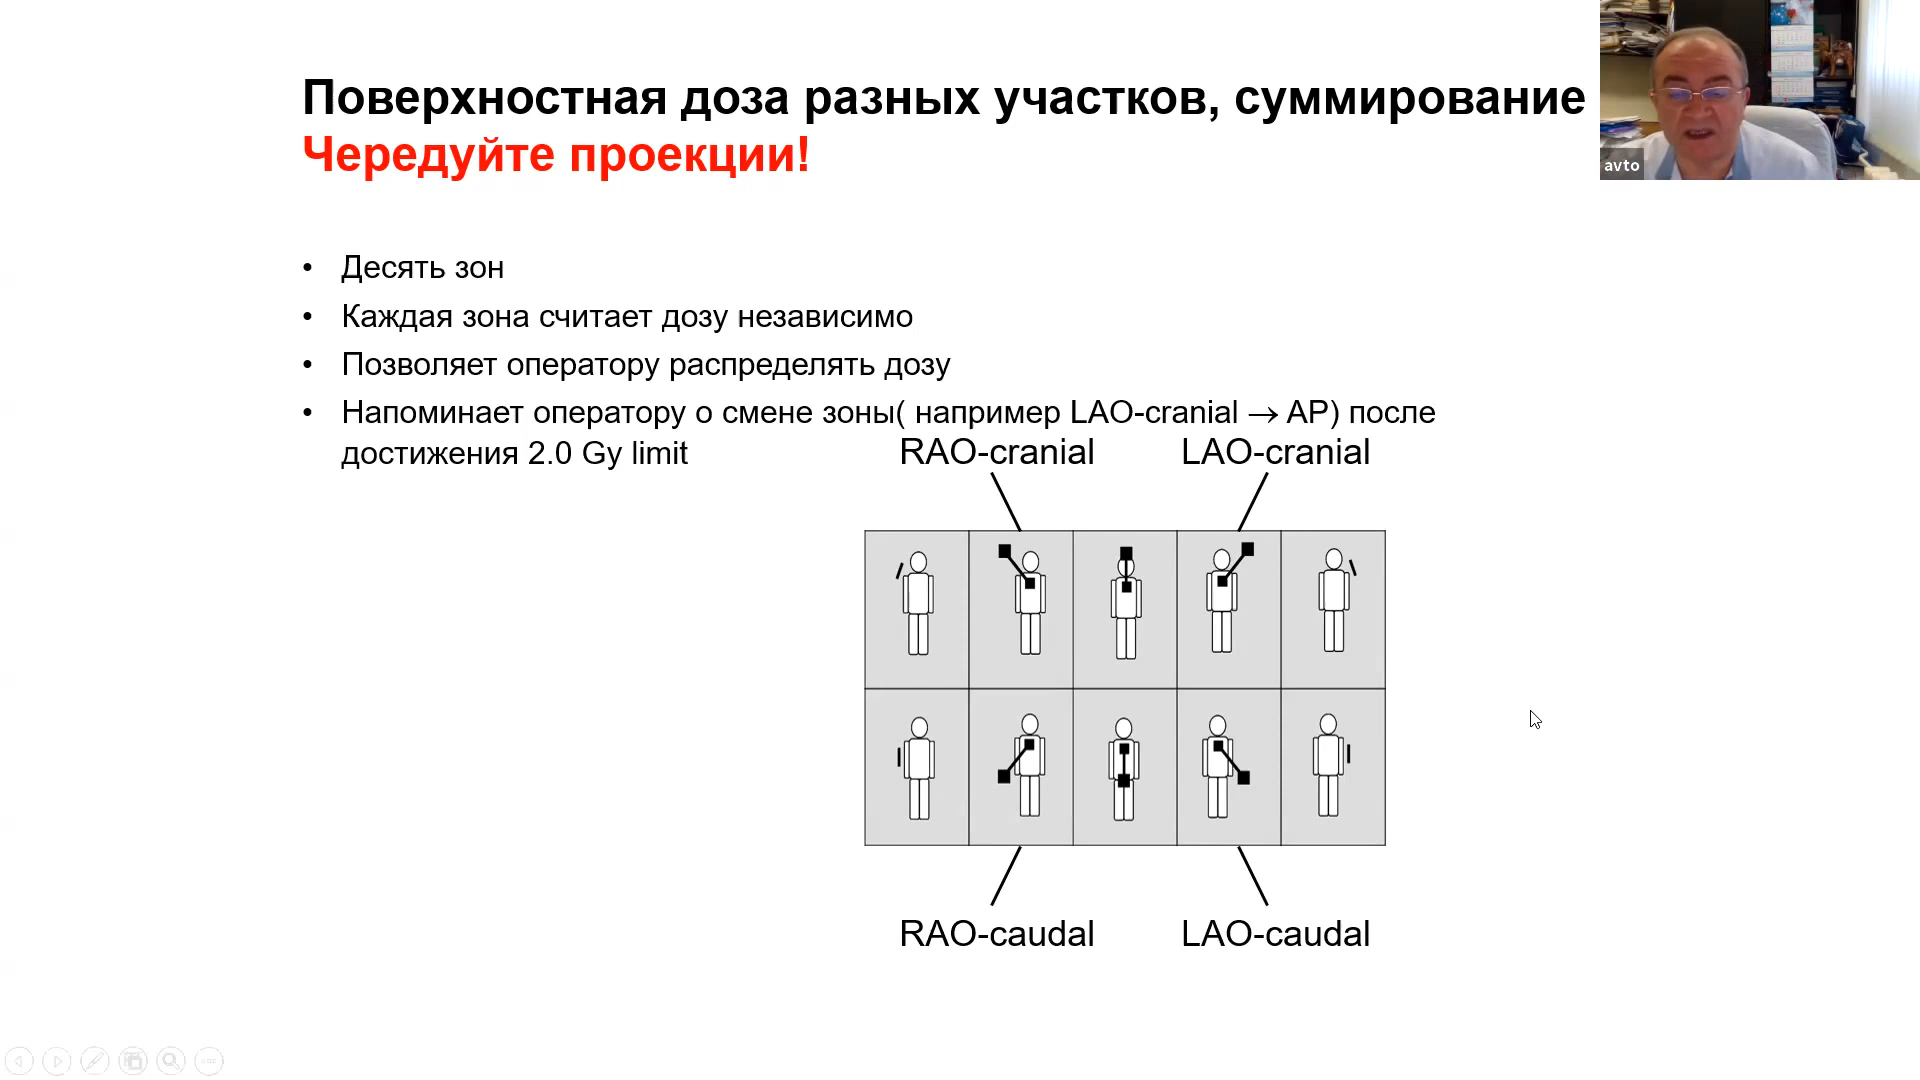 Поверхностная доза разных участков, суммирование
Чередуйте проекции!
avto
• Десять зон
• Каждая зона считает дозу независимо
• Позволяет оператору распределять дозу
• Напоминает оператору о смене зоны( например LAO-cranial → AP) после
достижения 2.0 Gy limit
RAO-cranial LAO-cranial
RAO-caudal LAO-caudal